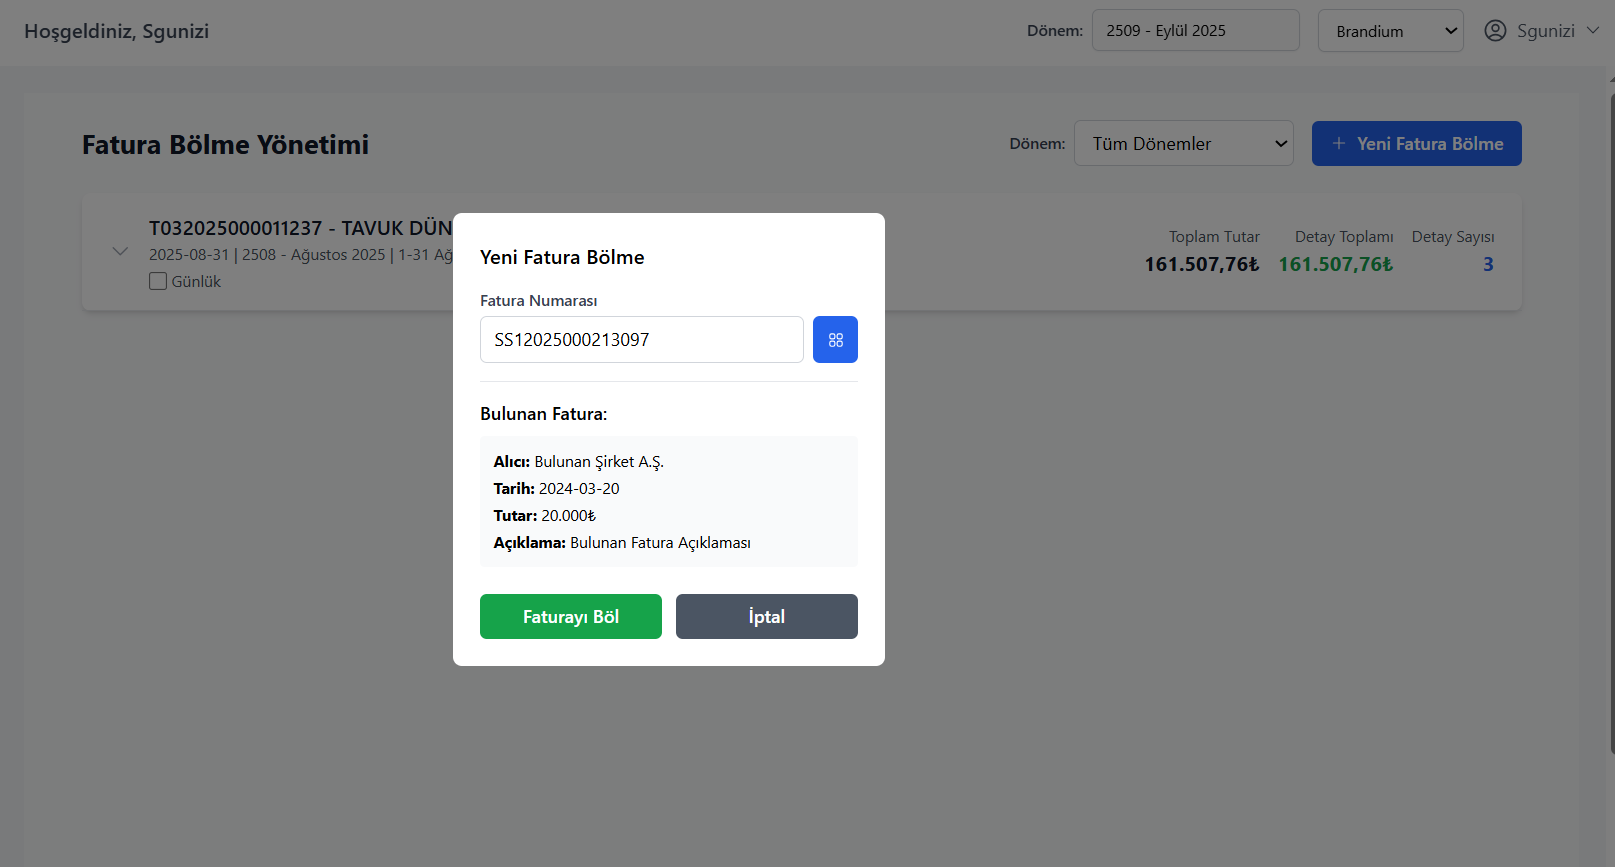 Hoşgeldiniz, Sgunizi
Dönem: 2509 - Eylül 2025 Brandium Sgunizi
Fatura Bölme Yönetimi
Dönem: Tüm Dönemler + Yeni Fatura Bölme
T032025000011237 - TAVUK DÜN
2025-08-31 | 2508 - Ağustos 2025 | 1-31 Ağ
Günlük
Toplam Tutar Detay Toplamı Detay Sayısı
161.507,76₺ 161.507,76₺ 3
Yeni Fatura Bölme
Fatura Numarası
SS12025000213097
Bulunan Fatura:
Alıcı: Bulunan Şirket A.Ş.
Tarih: 2024-03-20
Tutar: 20.000₺
Açıklama: Bulunan Fatura Açıklaması
Faturayı Böl İptal